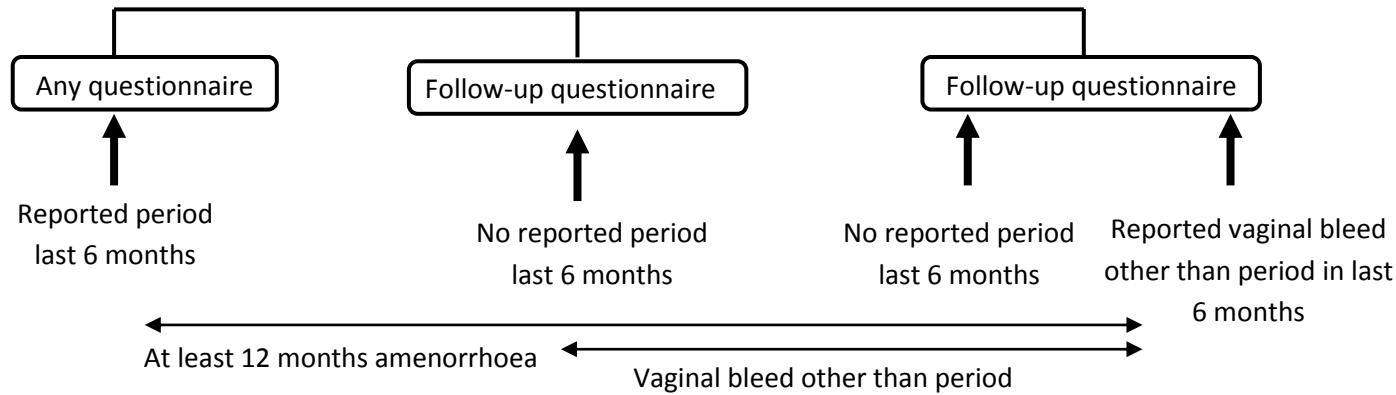 Any questionnaire
Follow-up questionnaire
Follow-up questionnaire
Reported period
last 6 months
No reported period
last 6 months
No reported period
last 6 months
Reported vaginal bleed
other than period in last
6 months
At least 12 months amenorrhoea
Vaginal bleed other than period